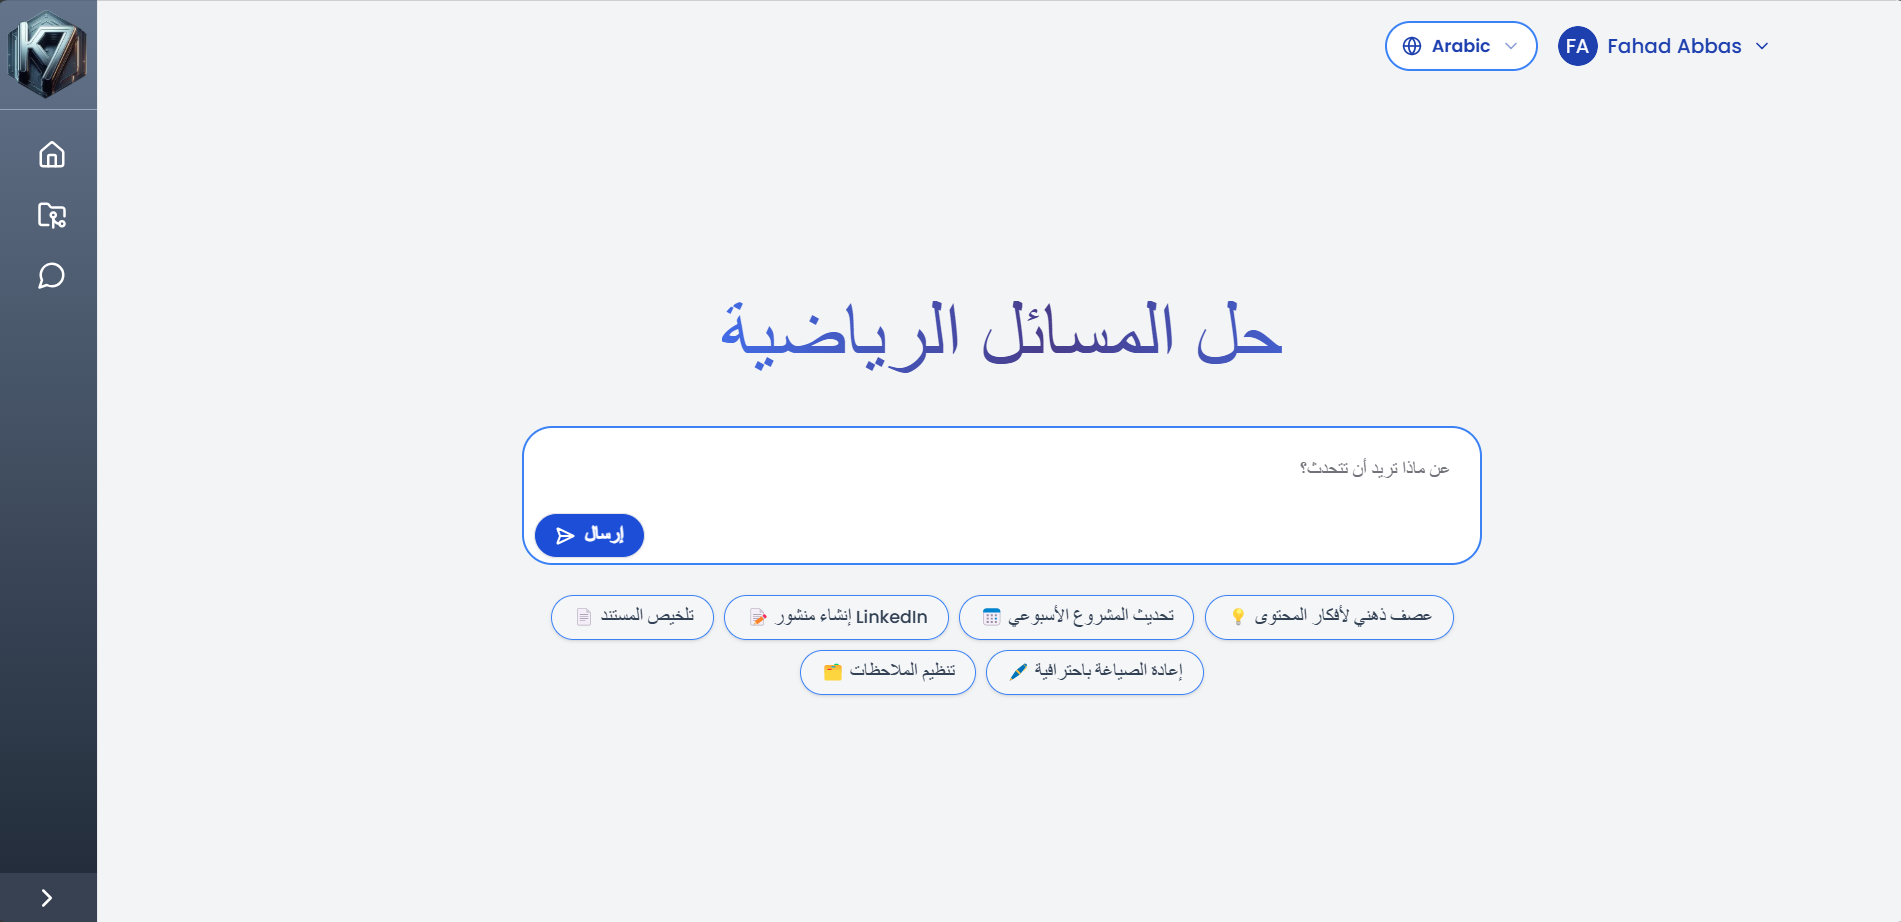 K7
Arabic
FA Fahad Abbas
حل المسائل الرياضية
عن ماذا تريد أن تتحدث؟
إرسال
عصف ذهني لأفكار المحتوى
تحديث المشروع الأسبوعي
إنشاء منشور LinkedIn
تلخيص المستند
إعادة الصياغة باحترافية
تنظيم الملاحظات